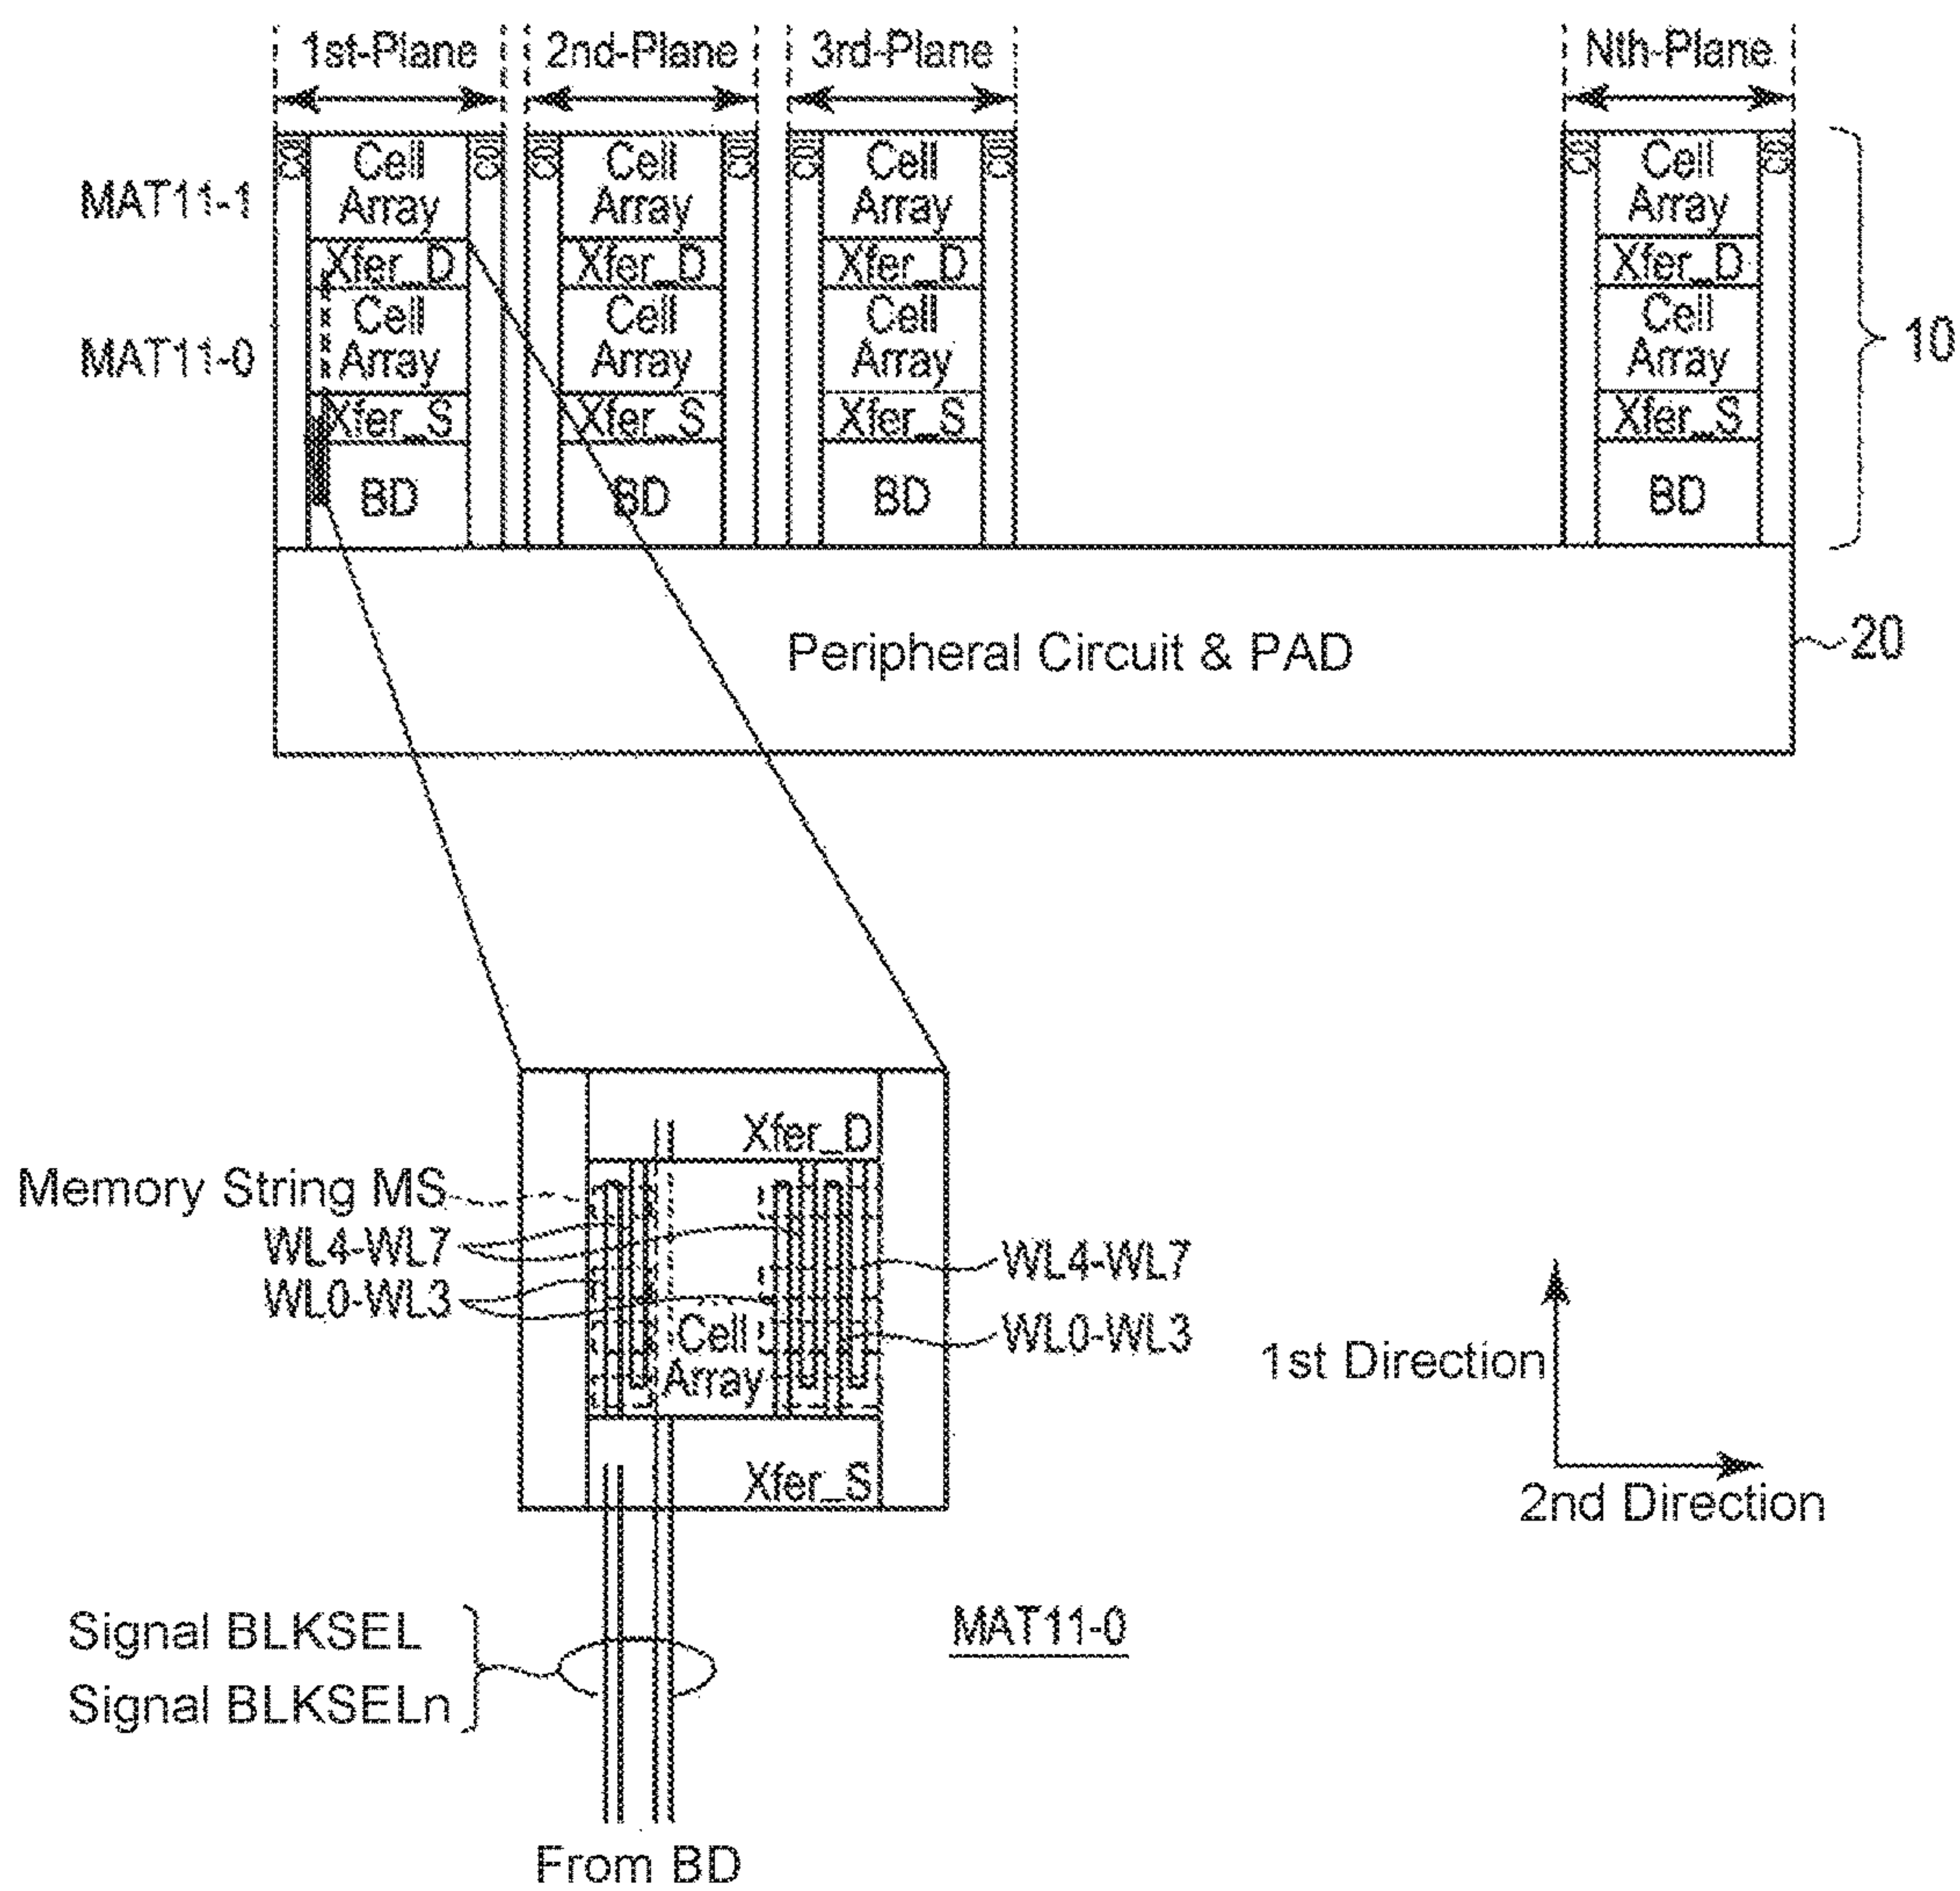 1st-Plane 2nd-Plane 3rd-Plane Nth-Plane
MAT11-1
Cell Array
Cell Array
Cell Array
Cell Array
Xfer_D Xfer_D Xfer_D Xfer_D
MAT11-0
Cell Array
Cell Array
Cell Array
Cell Array
10
Xfer_S Xfer_S Xfer_S Xfer_S
BD BD BD BD
Peripheral Circuit & PAD
20
Xfer_D
Memory String MS
WL4-WL7
WL0-WL3
WL4-WL7
WL0-WL3
Cell
Array
Xfer_S
1st Direction
2nd Direction
Signal BLKSEL
Signal BLKSELn
MAT11-0
From BD